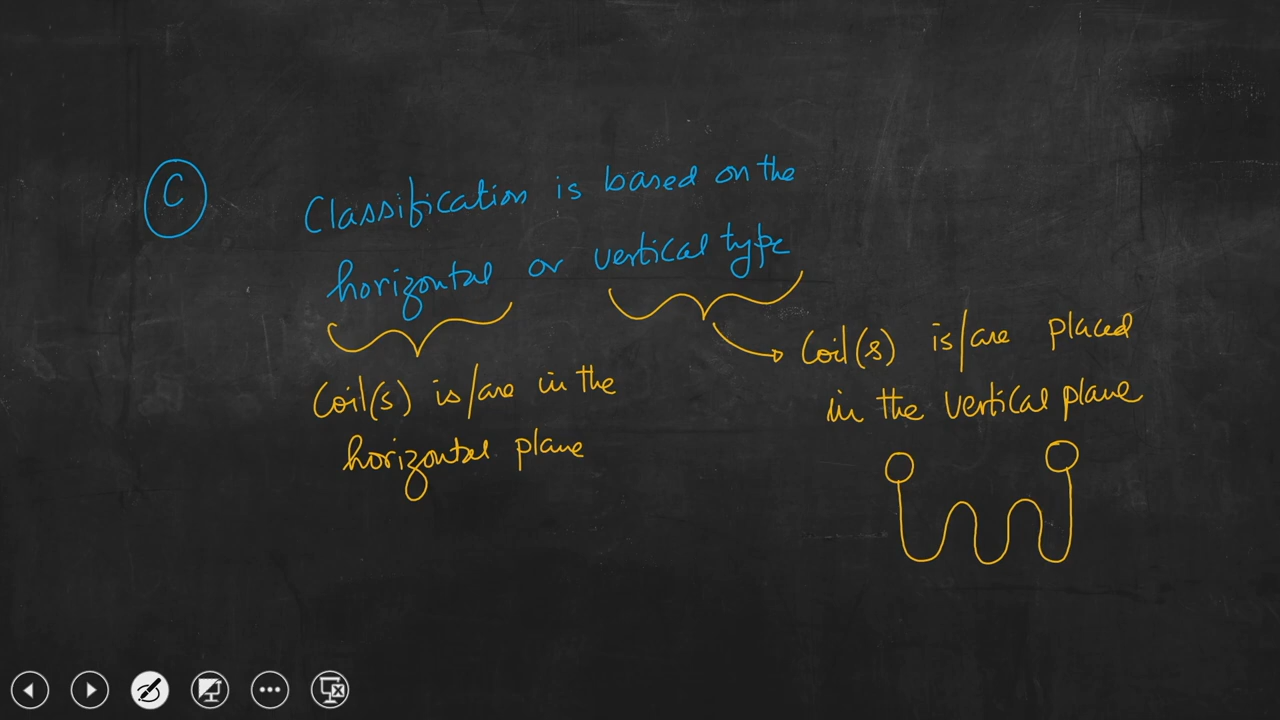 C
Classification is based on the
horizontal or vertical type
Coil(s) is/are in the
horizontal plane
Coil(s) is/are placed
in the vertical plane